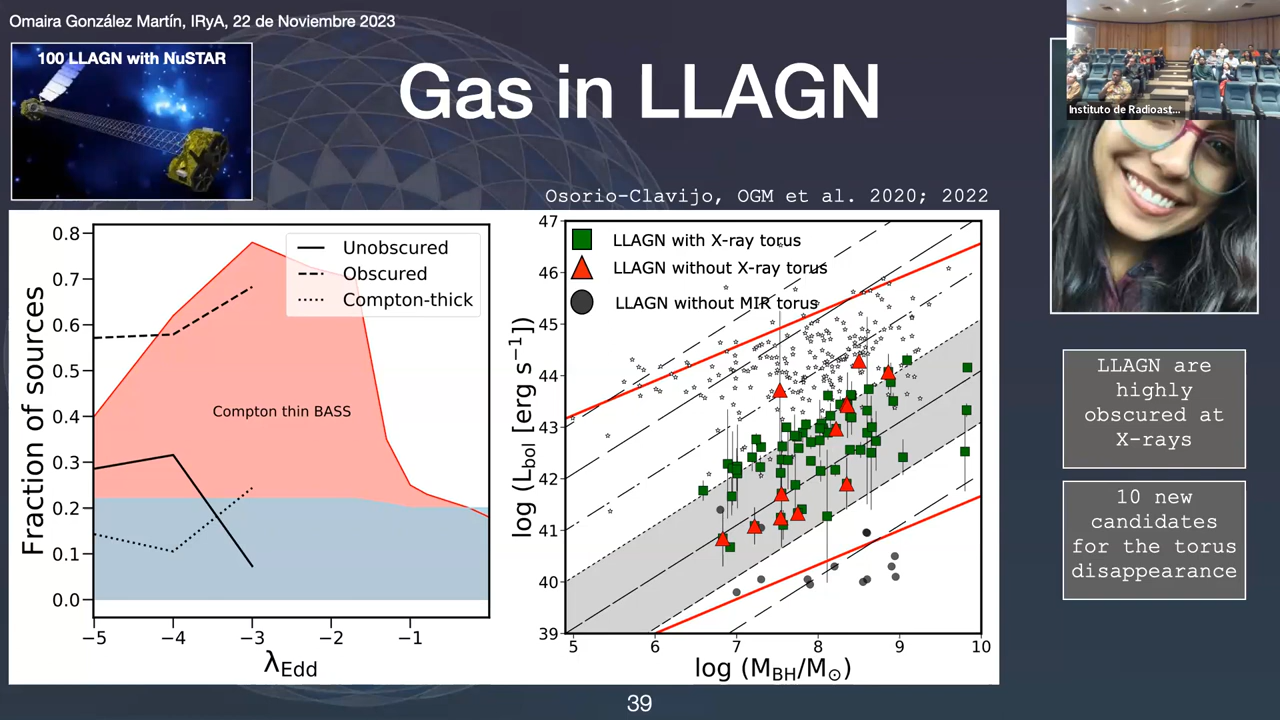 Omaira González Martín, IRyA, 22 de Noviembre 2023
100 LLAGN with NuSTAR
Gas in LLAGN
Instituto de Radioast...
Osorio-Clavijo, OGM et al. 2020; 2022
Fraction of sources
0.8
0.7
0.6
0.5
0.4
0.3
0.2
0.1
0.0
Unobscured
Obscured
Compton-thick
Compton thin BASS
−5 −4 −3 −2 −1
λEdd
log (Lbol [erg s⁻¹])
47
46
45
44
43
42
41
40
39
LLAGN with X-ray torus
LLAGN without X-ray torus
LLAGN without MIR torus
5 6 7 8 9 10
log (MBH/M⊙)
LLAGN are
highly
obscured at
X-rays
10 new
candidates
for the torus
disappearance
39